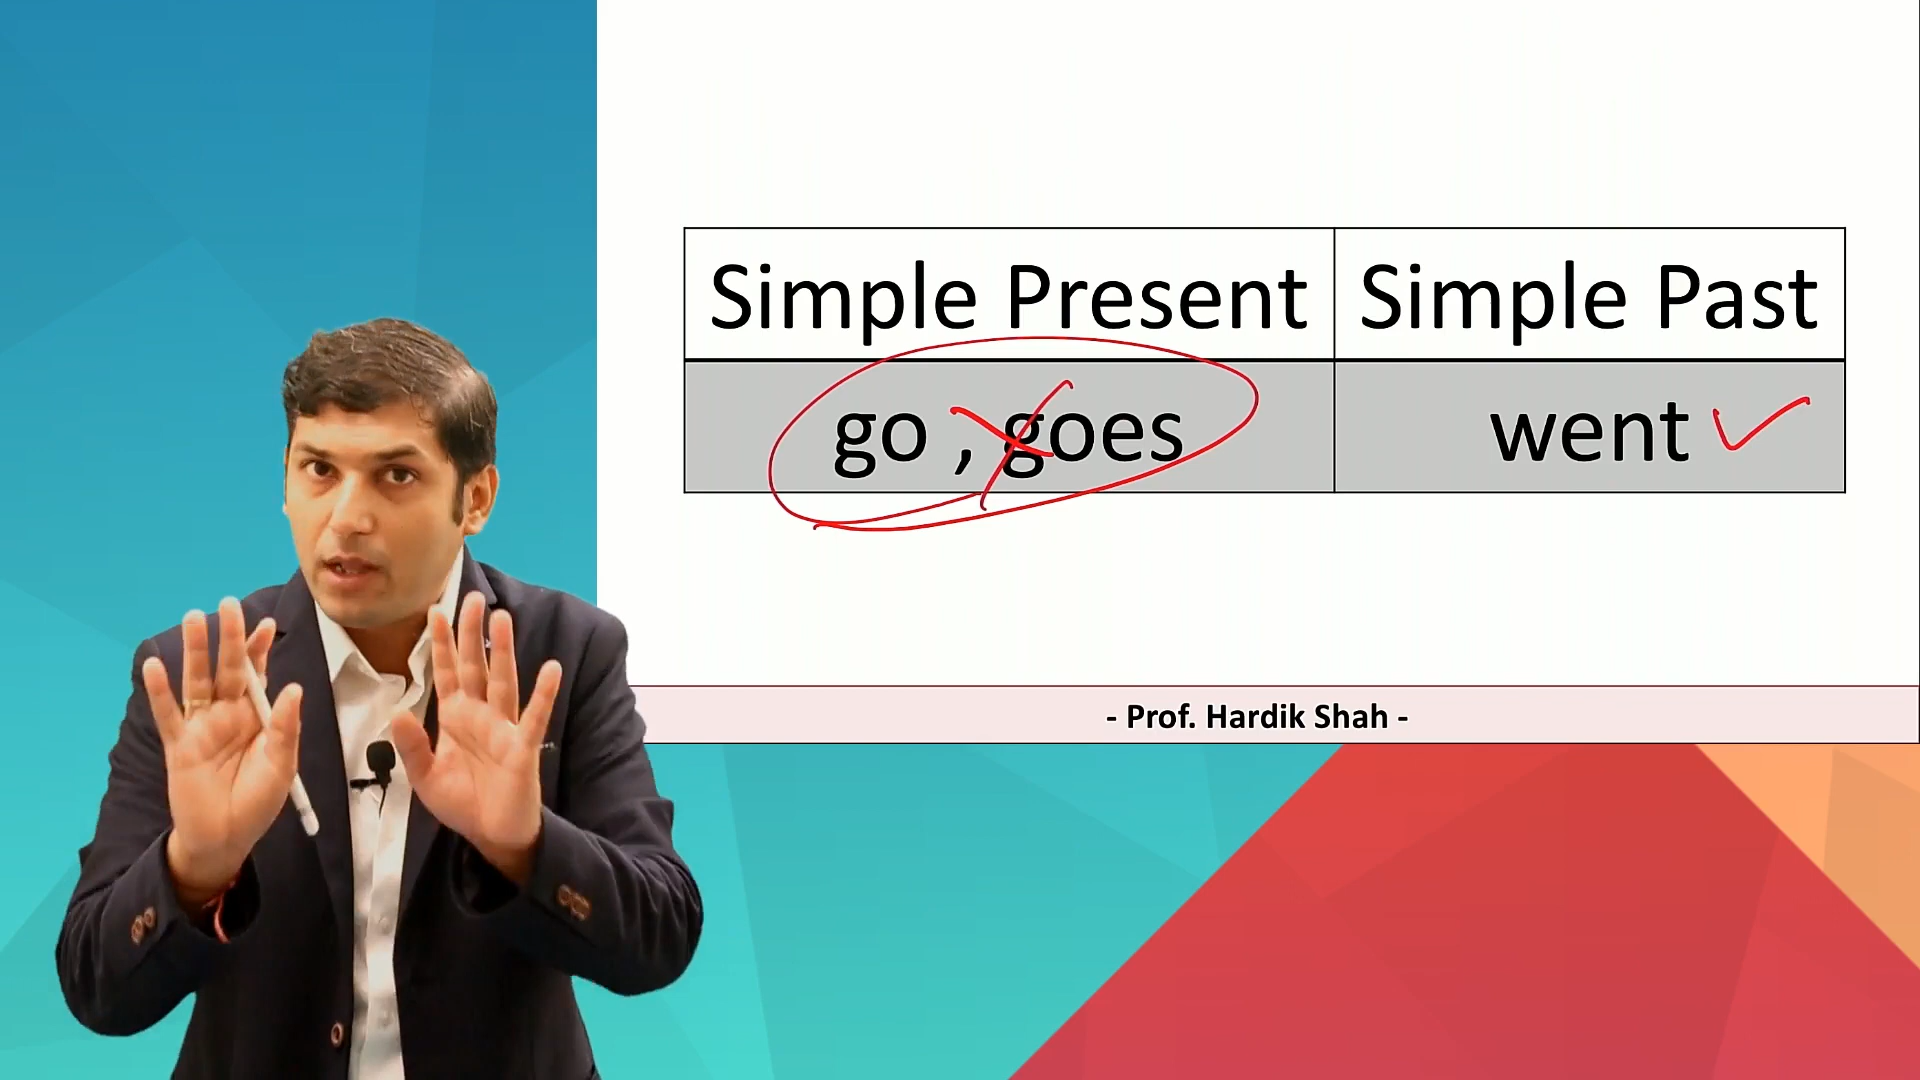 Simple Present Simple Past
go , goes went
- Prof. Hardik Shah -